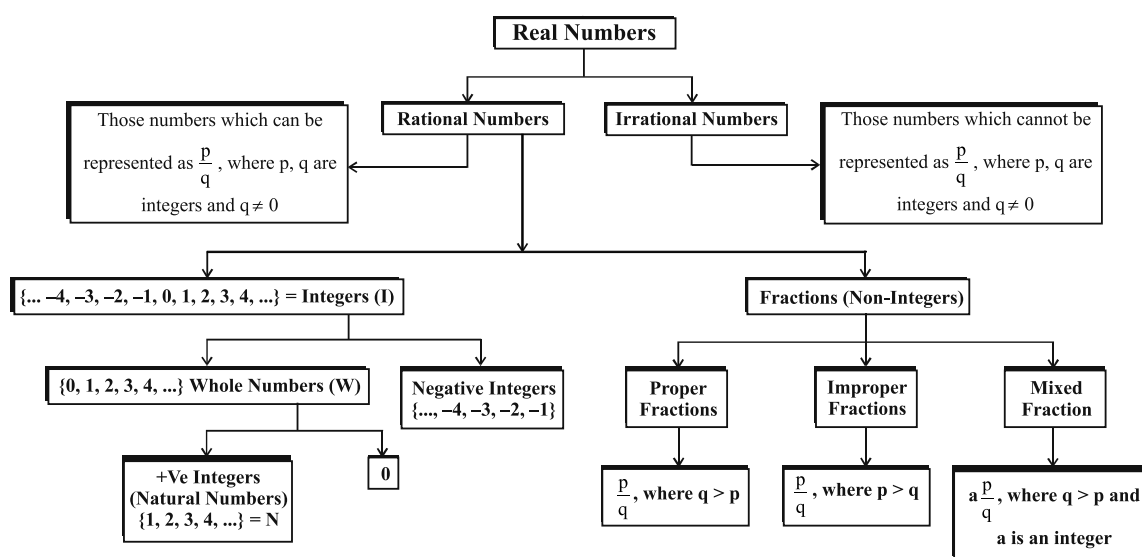 Real Numbers
Rational Numbers
Irrational Numbers
Those numbers which can be
represented as p/q , where p, q are
integers and q ≠ 0
Those numbers which cannot be
represented as p/q , where p, q are
integers and q ≠ 0
{... –4, –3, –2, –1, 0, 1, 2, 3, 4, ...} = Integers (I)
Fractions (Non-Integers)
{0, 1, 2, 3, 4, ...} Whole Numbers (W)
Negative Integers
{..., –4, –3, –2, –1}
Proper
Fractions
Improper
Fractions
Mixed
Fraction
+Ve Integers
(Natural Numbers)
{1, 2, 3, 4, ...} = N
0
p/q , where q > p
p/q , where p > q
a p/q , where q > p and
a is an integer